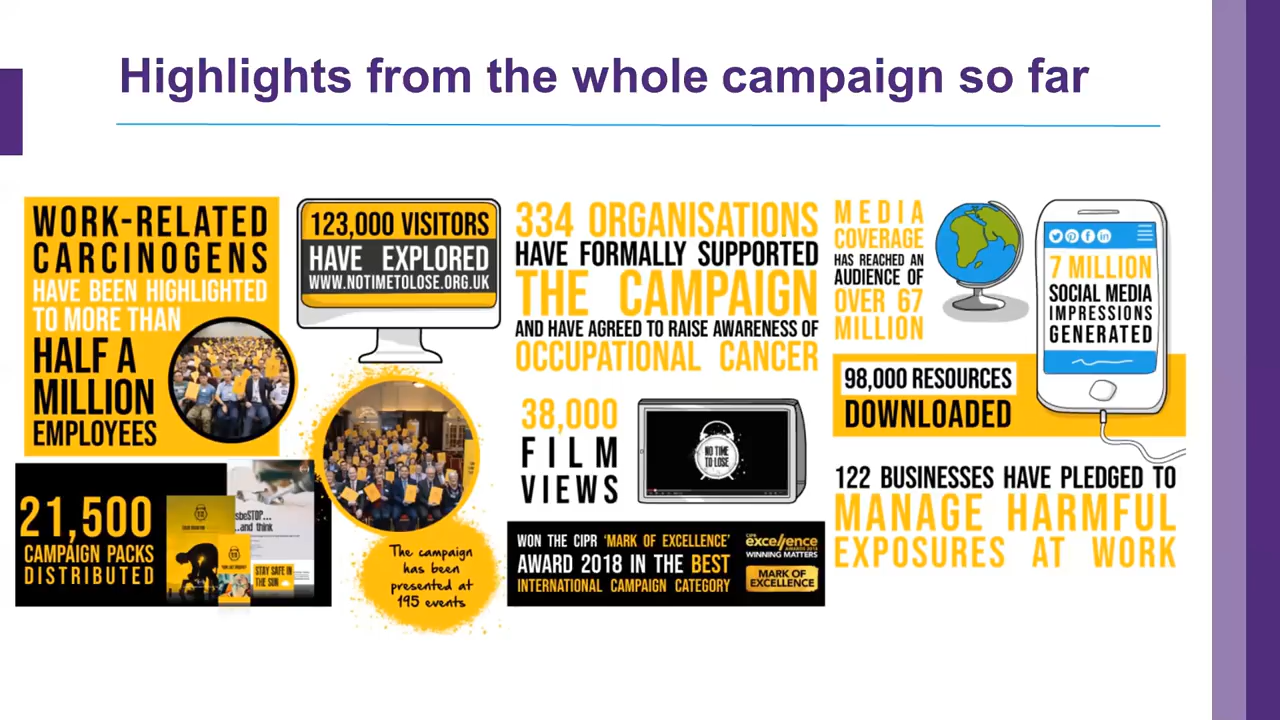 Highlights from the whole campaign so far
WORK-RELATED
CARCINOGENS
HAVE BEEN HIGHLIGHTED
TO MORE THAN
HALF A
MILLION
EMPLOYEES
21,500
CAMPAIGN PACKS
DISTRIBUTED
...and think
STAY SAFE IN
THE SUN
123,000 VISITORS
HAVE EXPLORED
WWW.NOTIMETOLOSE.ORG.UK
The campaign
has been
presented at
195 events
334 ORGANISATIONS
HAVE FORMALLY SUPPORTED
THE CAMPAIGN
AND HAVE AGREED TO RAISE AWARENESS OF
OCCUPATIONAL CANCER
38,000
FILM
VIEWS
NO TIME
TO LOSE
WON THE CIPR ‘MARK OF EXCELLENCE’
AWARD 2018 IN THE BEST
INTERNATIONAL CAMPAIGN CATEGORY
CIPR
excellence
AWARDS 2018
WINNING MATTERS
MARK OF
EXCELLENCE
MEDIA
COVERAGE
HAS REACHED AN
AUDIENCE OF
OVER 67
MILLION
7 MILLION
SOCIAL MEDIA
IMPRESSIONS
GENERATED
98,000 RESOURCES
DOWNLOADED
122 BUSINESSES HAVE PLEDGED TO
MANAGE HARMFUL
EXPOSURES AT WORK